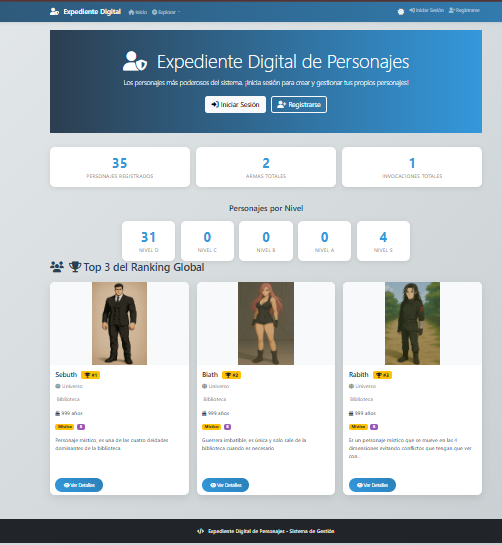 Expediente Digital Inicio Explorar Iniciar Sesión Registrarse
Expediente Digital de Personajes
Los personajes más poderosos del sistema. ¡Inicia sesión para crear y gestionar tus propios personajes!
Iniciar Sesión Registrarse
35 2 1
PERSONAJES REGISTRADOS ARMAS TOTALES INVOCACIONES TOTALES
Personajes por Nivel
31 0 0 0 4
NIVEL D NIVEL C NIVEL B NIVEL A NIVEL S
Top 3 del Ranking Global
Sebuth #1
Universo
Biblioteca
999 años
Místico S
Personaje místico, es una de las cuatro deidades
dominantes de la biblioteca
Ver Detalles
Biath #2
Universo
Biblioteca
999 años
Místico S
Guerrera imbatible, es única y solo sale de la
biblioteca cuando es necesario
Ver Detalles
Rabith #3
Universo
Biblioteca
999 años
Místico S
Es un personaje místico que se mueve en las 4
dimensiones evitando conflictos que tengan que ver
con...
Ver Detalles
Expediente Digital de Personajes - Sistema de Gestión